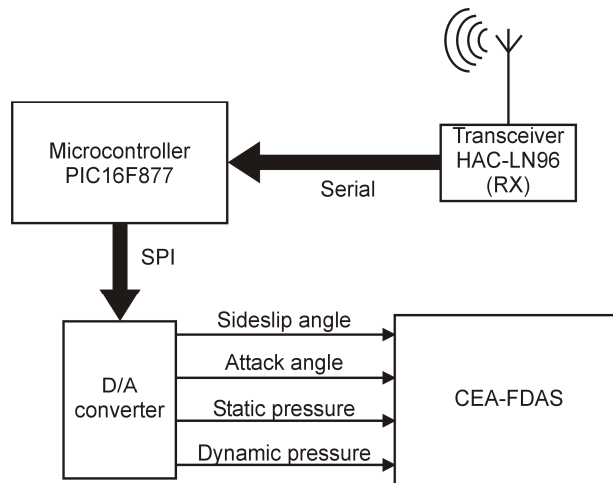 Transceiver
HAC-LN96
(RX)
Microcontroller
PIC16F877
Serial
SPI
D/A
converter
Sideslip angle
Attack angle
Static pressure
Dynamic pressure
CEA-FDAS